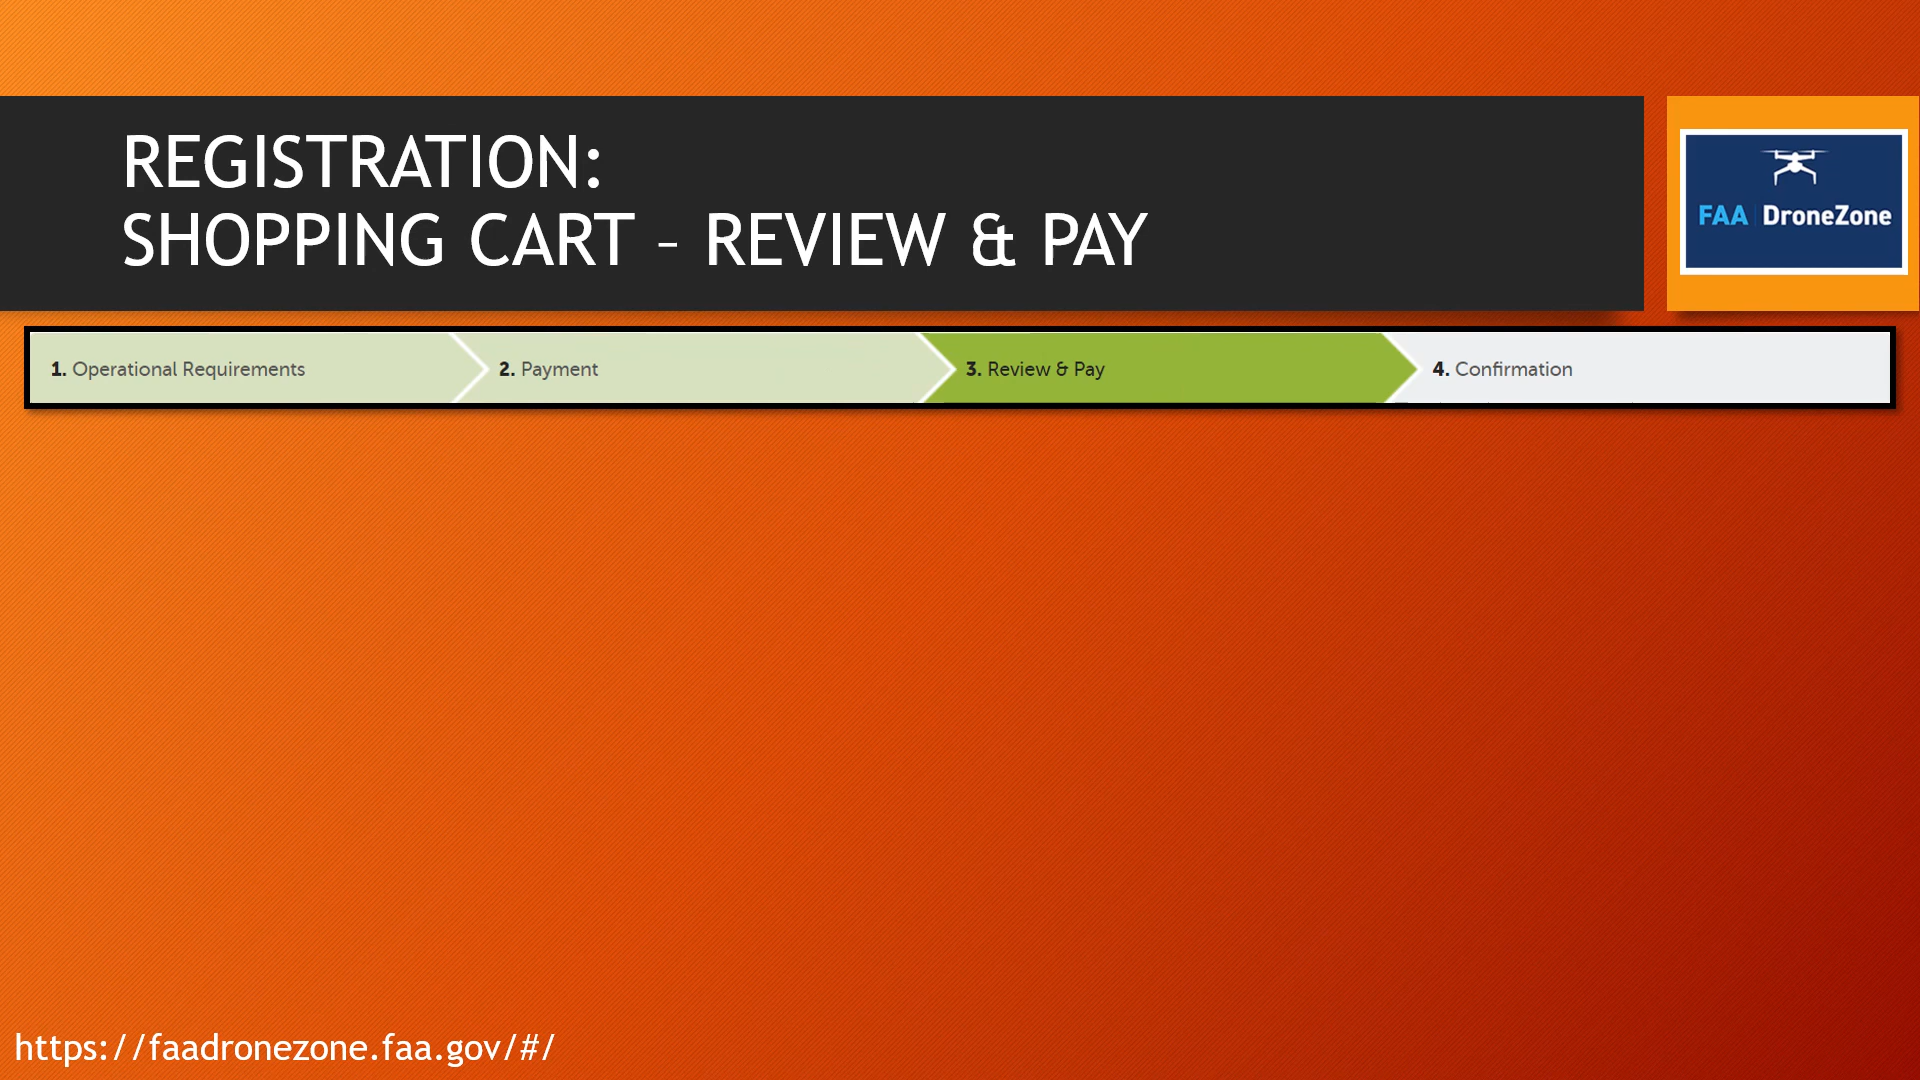 REGISTRATION:
SHOPPING CART - REVIEW & PAY
FAA DroneZone
1. Operational Requirements
2. Payment
3. Review & Pay
4. Confirmation
https://faadronezone.faa.gov/#/